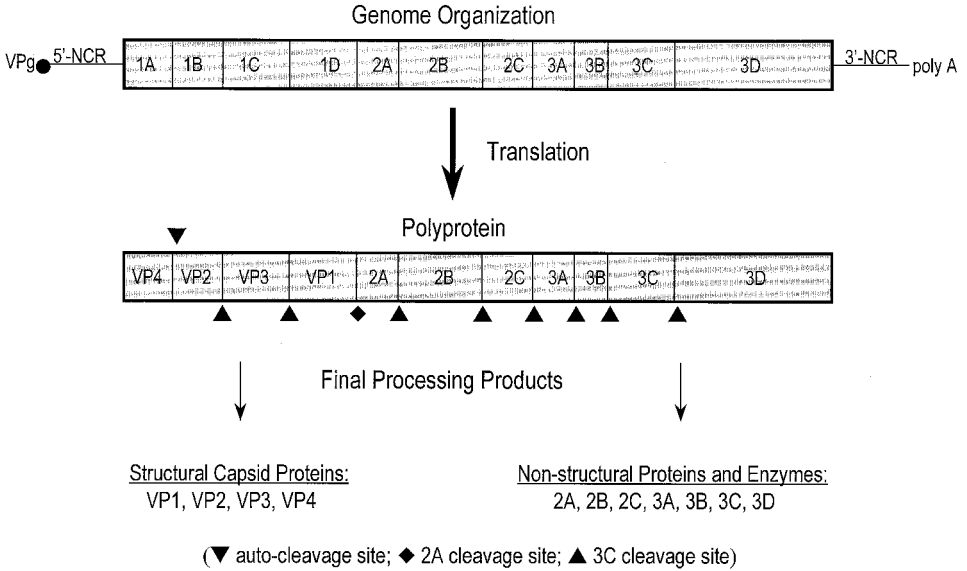 Genome Organization
VPg 5'-NCR 1A 1B 1C 1D 2A 2B 2C 3A 3B 3C 3D 3'-NCR poly A
Translation
Polyprotein
VP4 VP2 VP3 VP1 2A 2B 2C 3A 3B 3C 3D
Final Processing Products
Structural Capsid Proteins: Non-structural Proteins and Enzymes:
VP1, VP2, VP3, VP4 2A, 2B, 2C, 3A, 3B, 3C, 3D
(▼ auto-cleavage site; ◆ 2A cleavage site; ▲ 3C cleavage site)